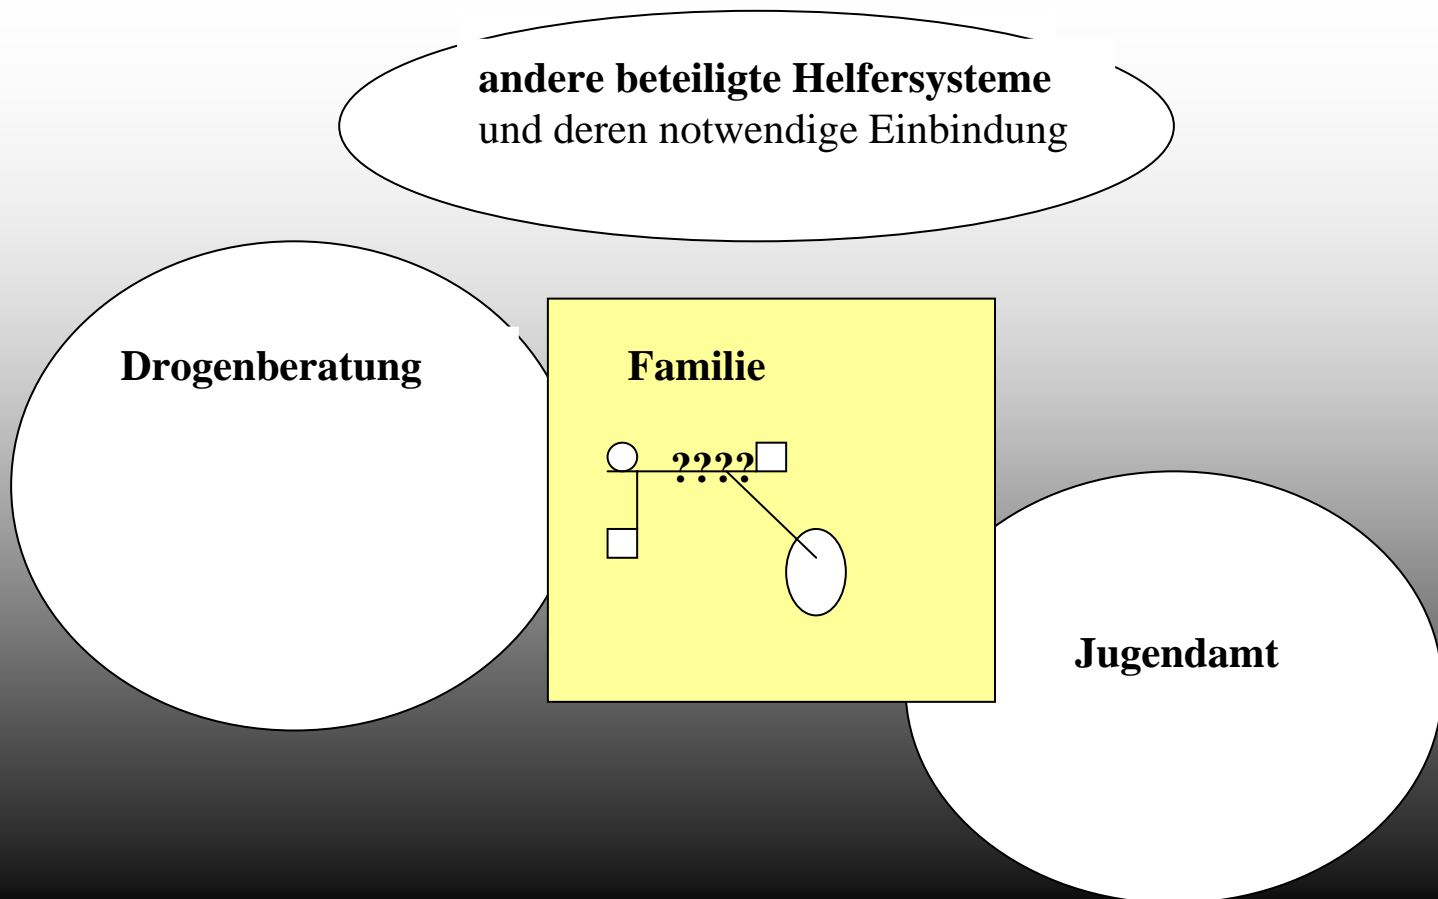 andere beteiligte Helfersysteme
und deren notwendige Einbindung
Drogenberatung
Familie
????
Jugendamt